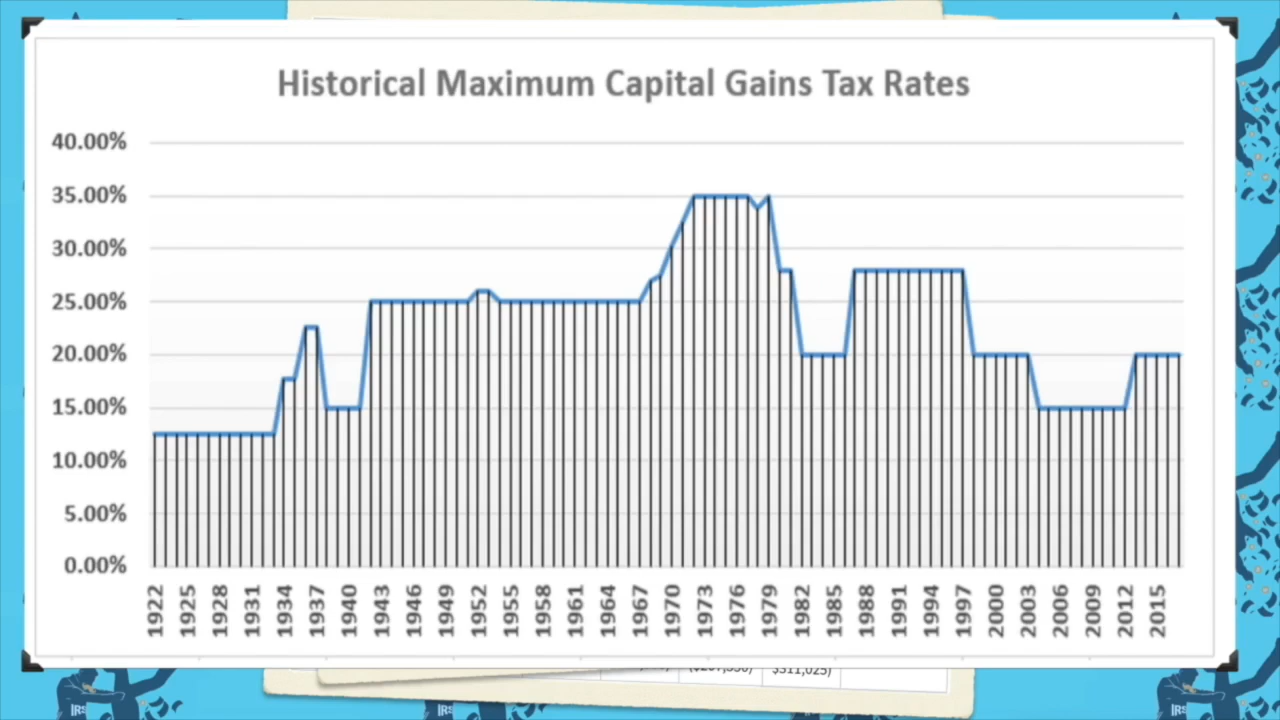 Historical Maximum Capital Gains Tax Rates
40.00%
35.00%
30.00%
25.00%
20.00%
15.00%
10.00%
5.00%
0.00%
1922 1925 1928 1931 1934 1937 1940 1943 1946 1949 1952 1955 1958 1961 1964 1967 1970 1973 1976 1979 1982 1985 1988 1991 1994 1997 2000 2003 2006 2009 2012 2015
$311,025)
IRS
IRS